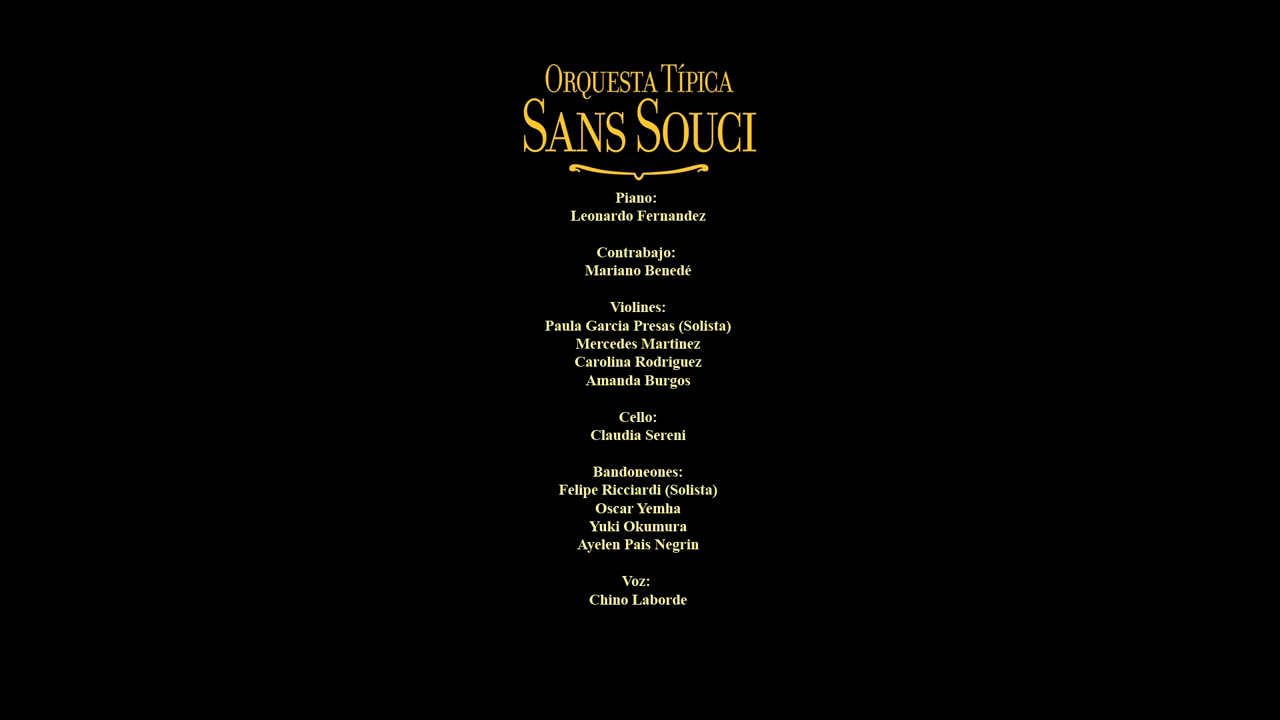 Orquesta Típica
Sans Souci
Piano:
Leonardo Fernandez
Contrabajo:
Mariano Benedé
Violines:
Paula Garcia Presas (Solista)
Mercedes Martinez
Carolina Rodriguez
Amanda Burgos
Cello:
Claudia Sereni
Bandoneones:
Felipe Ricciardi (Solista)
Oscar Yemha
Yuki Okumura
Ayelen Pais Negrin
Voz:
Chino Laborde